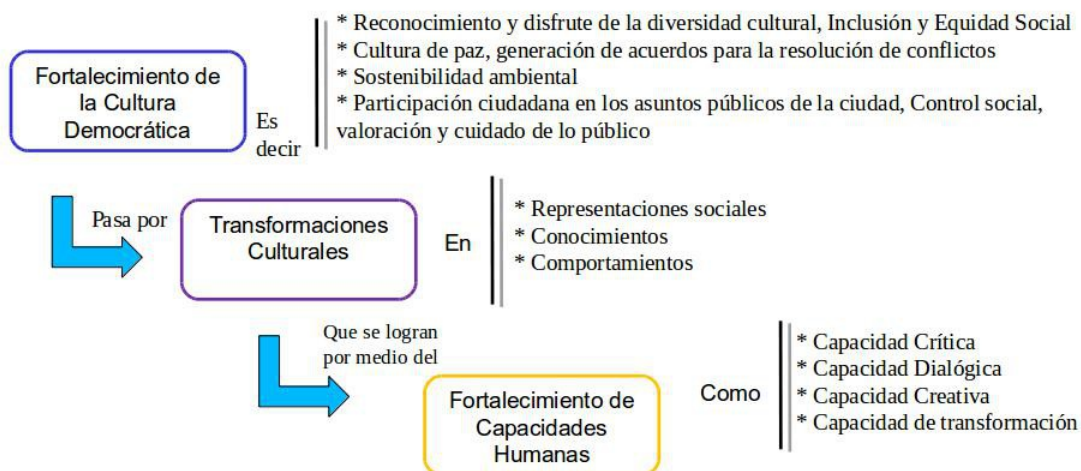 Fortalecimiento de
la Cultura
Democrática
Es
decir
* Reconocimiento y disfrute de la diversidad cultural, Inclusión y Equidad Social
* Cultura de paz, generación de acuerdos para la resolución de conflictos
* Sostenibilidad ambiental
* Participación ciudadana en los asuntos públicos de la ciudad, Control social,
valoración y cuidado de lo público
Pasa por
Transformaciones
Culturales
En
* Representaciones sociales
* Conocimientos
* Comportamientos
Que se logran
por medio del
Fortalecimiento de
Capacidades
Humanas
Como
* Capacidad Crítica
* Capacidad Dialógica
* Capacidad Creativa
* Capacidad de transformación